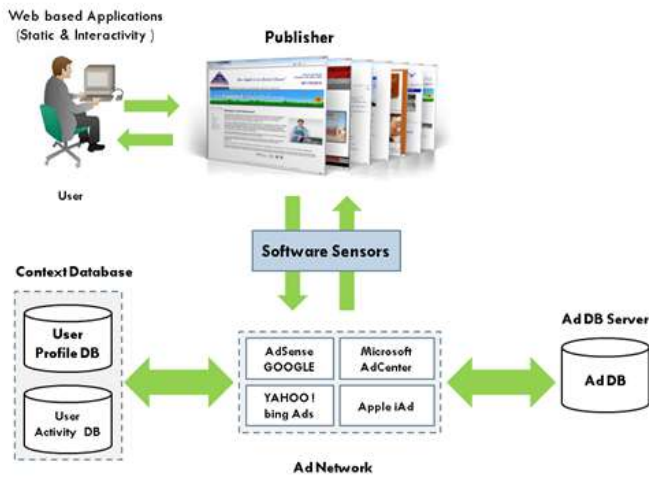 Web based Applications
(Static & Interactivity )
Publisher
User
Software Sensors
Context Database
User
Profile DB
User
Activity DB
AdSense
GOOGLE
Microsoft
AdCenter
YAHOO !
bing Ads
Apple iAd
Ad Network
Ad DB Server
Ad DB